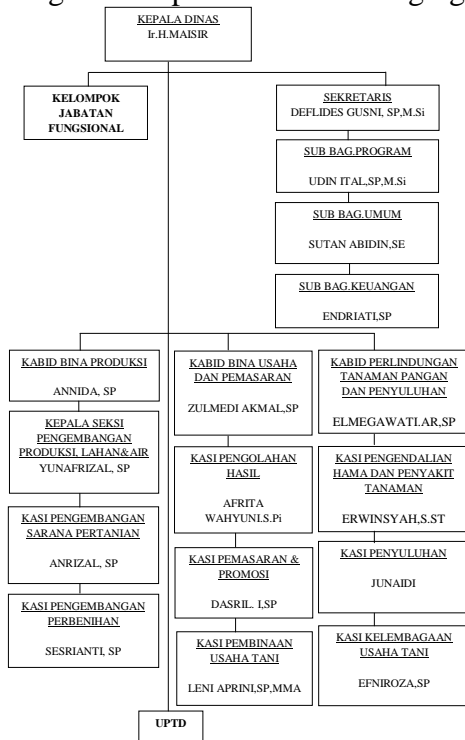 KEPALA DINAS
Ir.H.MAISIR
KELOMPOK
JABATAN
FUNGSIONAL
SEKRETARIS
DEFLIDES GUSNI, SP,M.Si
SUB BAG.PROGRAM
UDIN ITAL,SP,M.Si
SUB BAG.UMUM
SUTAN ABIDIN,SE
SUB BAG.KEUANGAN
ENDRIATI,SP
KABID BINA PRODUKSI
ANNIDA, SP
KEPALA SEKSI
PENGEMBANGAN
PRODUKSI, LAHAN&AIR
YUNAFRIZAL, SP
KASI PENGEMBANGAN
SARANA PERTANIAN
ANRIZAL, SP
KASI PENGEMBANGAN
PERBENIHAN
SESRIANTI, SP
KABID BINA USAHA
DAN PEMASARAN
ZULMEDI AKMAL,SP
KASI PENGOLAHAN
HASIL
AFRITA
WAHYUNI.S.Pi
KASI PEMASARAN &
PROMOSI
DASRIL. I,SP
KASI PEMBINAAN
USAHA TANI
LENI APRINI,SP,MMA
KABID PERLINDUNGAN
TANAMAN PANGAN
DAN PENYULUHAN
ELMEGAWATI.AR,SP
KASI PENGENDALIAN
HAMA DAN PENYAKIT
TANAMAN
ERWINSYAH,S.ST
KASI PENYULUHAN
JUNAIDI
KASI KELEMBAGAAN
USAHA TANI
EFNIROZA,SP
UPTD